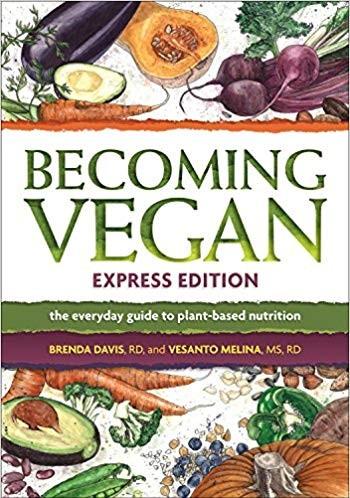 BECOMING
VEGAN
EXPRESS EDITION
the everyday guide to plant-based nutrition
BRENDA DAVIS, RD, and VESANTO MELINA, MS, RD